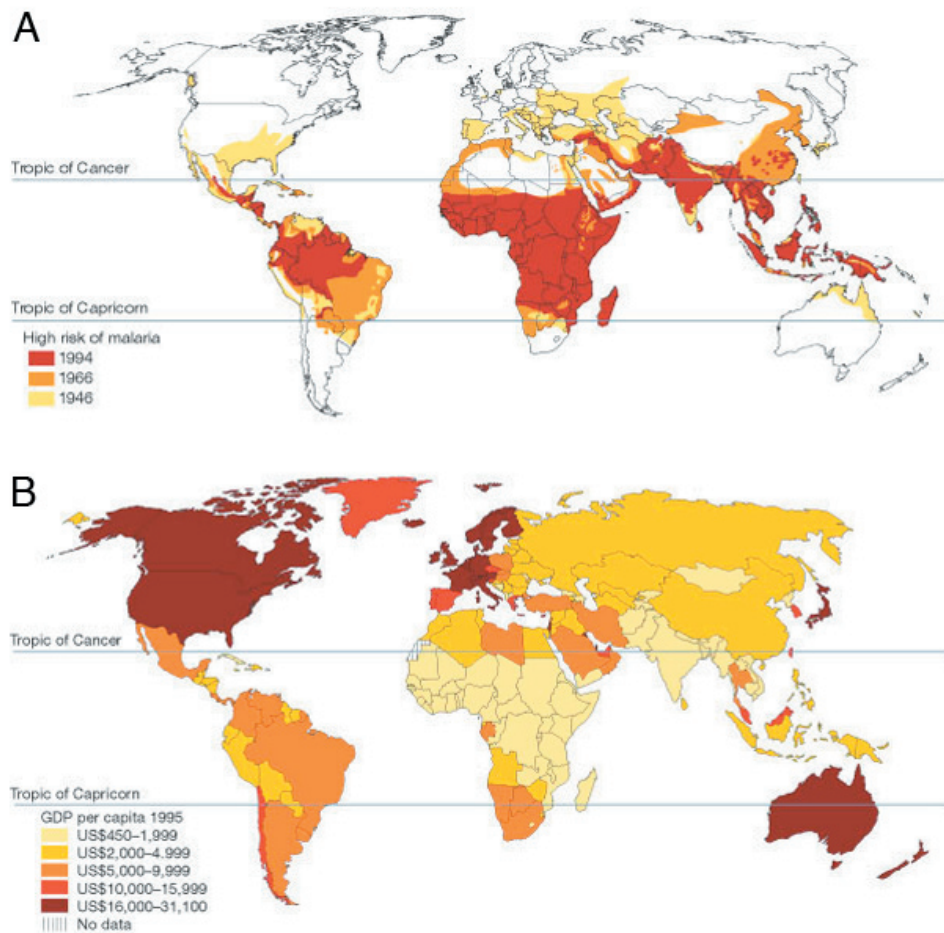 A
Tropic of Cancer
Tropic of Capricorn
High risk of malaria
1994
1966
1946
B
Tropic of Cancer
Tropic of Capricorn
GDP per capita 1995
US$450–1,999
US$2,000–4.999
US$5,000–9,999
US$10,000–15,999
US$16,000–31,100
No data